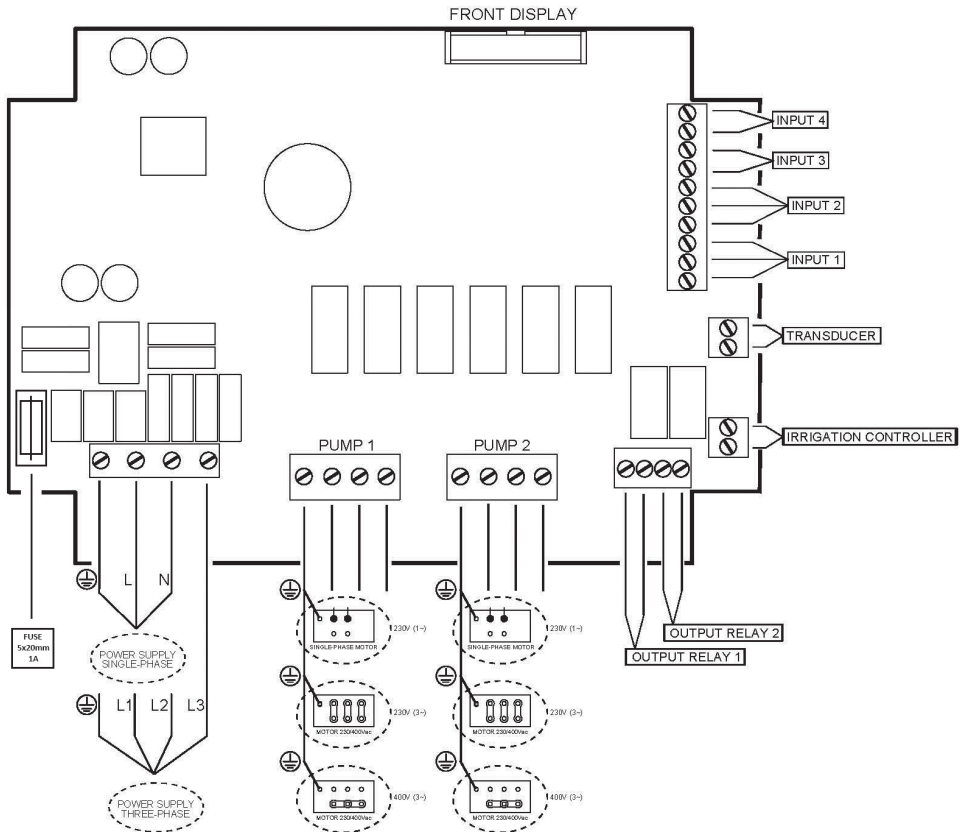 FRONT DISPLAY
INPUT 4
INPUT 3
INPUT 2
INPUT 1
TRANSDUCER
IRRIGATION CONTROLLER
PUMP 1
PUMP 2
L
N
FUSE
5x20mm
1A
POWER SUPPLY
SINGLE-PHASE
L1
L2
L3
POWER SUPPLY
THREE-PHASE
230V (1~)
SINGLE-PHASE MOTOR
230V (3~)
MOTOR 230/400Vac
400V (3~)
MOTOR 230/400Vac
230V (1~)
SINGLE-PHASE MOTOR
230V (3~)
MOTOR 230/400Vac
400V (3~)
MOTOR 230/400Vac
OUTPUT RELAY 2
OUTPUT RELAY 1